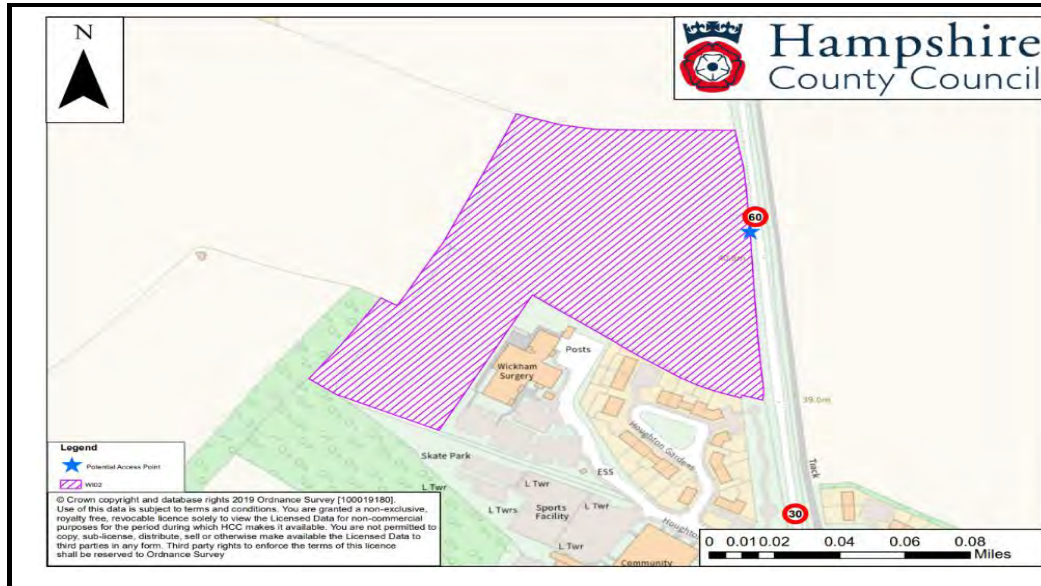 N
Hampshire
County Council
60
40.9m
Posts
Wickham
Surgery
39.0m
Houghton Gardens
Skate Park
Track
ESS
L Twr
L Twr
L Twrs
Sports
Facility
L Twr
L Twr
Community
30
Legend
Potential Access Point
WI02
© Crown copyright and database rights 2019 Ordnance Survey [100019180].
Use of this data is subject to terms and conditions. You are granted a non-exclusive,
royalty free, revocable licence solely to view the Licensed Data for non-commercial
purposes for the period during which HCC makes it available. You are not permitted to
copy, sub-license, distribute, sell or otherwise make available the Licensed Data to
third parties in any form. Third party rights to enforce the terms of this licence
shall be reserved to Ordnance Survey
0 0.010.02 0.04 0.06 0.08
Miles